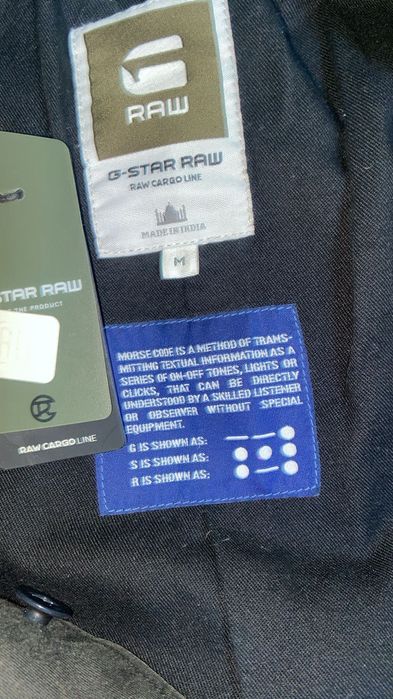 RAW
G-STAR RAW
RAW CARGO LINE
MADE IN INDIA
M
STAR RAW
THE PRODUCT
RAW CARGO LINE
MORSE CODE IS A METHOD OF TRANS-
MITTING TEXTUAL INFORMATION AS A
SERIES OF ON-OFF TONES, LIGHTS OR
CLICKS, THAT CAN BE DIRECTLY
UNDERSTOOD BY A SKILLED LISTENER
OR OBSERVER WITHOUT SPECIAL
EQUIPMENT.
G IS SHOWN AS:
S IS SHOWN AS:
R IS SHOWN AS: